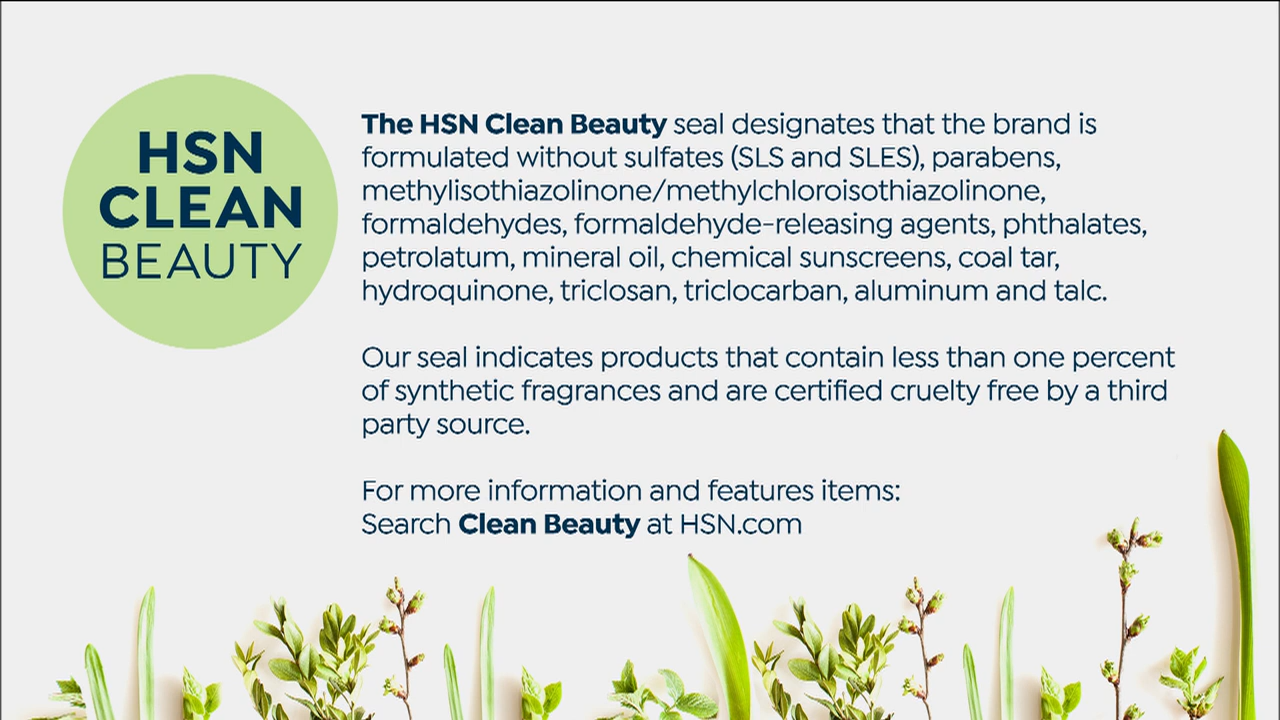 HSN
CLEAN
BEAUTY
The HSN Clean Beauty seal designates that the brand is
formulated without sulfates (SLS and SLES), parabens,
methylisothiazolinone/methylchloroisothiazolinone,
formaldehydes, formaldehyde-releasing agents, phthalates,
petrolatum, mineral oil, chemical sunscreens, coal tar,
hydroquinone, triclosan, triclocarban, aluminum and talc.
Our seal indicates products that contain less than one percent
of synthetic fragrances and are certified cruelty free by a third
party source.
For more information and features items:
Search Clean Beauty at HSN.com